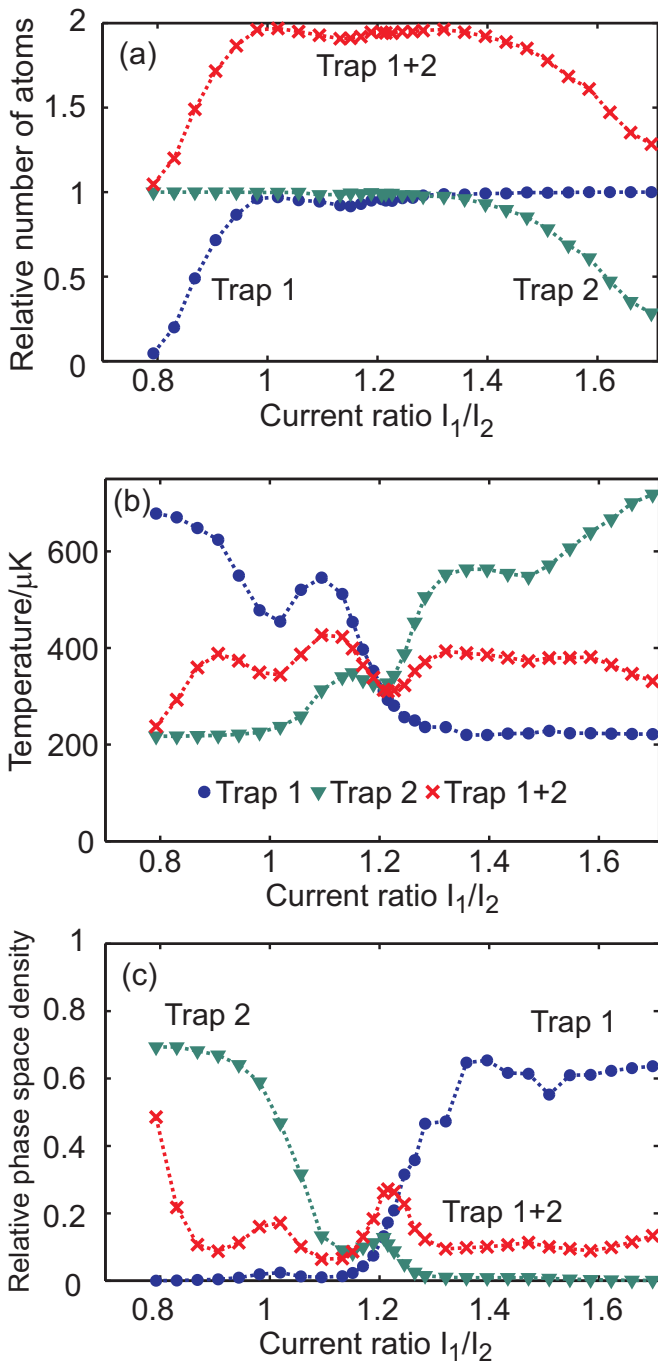 (a)
Relative number of atoms
2
1.5
1
0.5
0
Trap 1+2
Trap 1
Trap 2
0.8 1 1.2 1.4 1.6
Current ratio I₁/I₂
(b)
Temperature/μK
600
400
200
0
Trap 1 Trap 2 Trap 1+2
0.8 1 1.2 1.4 1.6
Current ratio I₁/I₂
(c)
Relative phase space density
1
0.8
0.6
0.4
0.2
0
Trap 2
Trap 1
Trap 1+2
0.8 1 1.2 1.4 1.6
Current ratio I₁/I₂